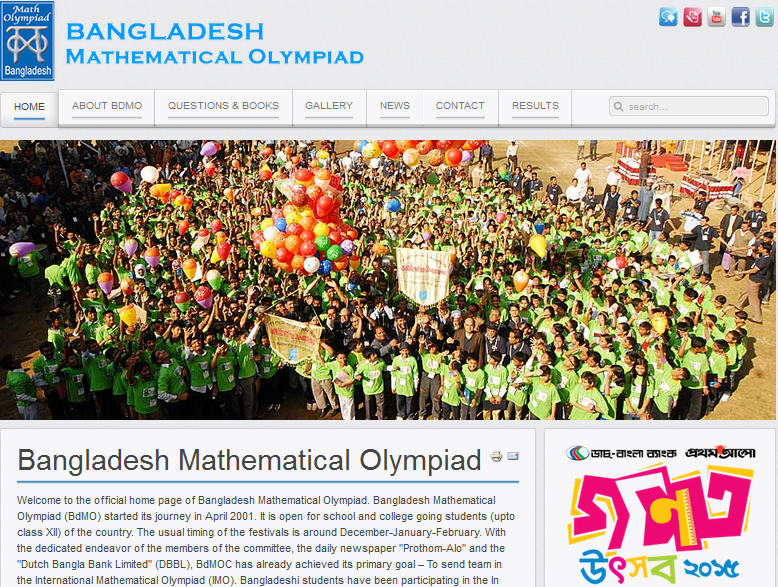 Math
Olympiad
Bangladesh
BANGLADESH
MATHEMATICAL OLYMPIAD
HOME
ABOUT BDMO
QUESTIONS & BOOKS
GALLERY
NEWS
CONTACT
RESULTS
search...
Bangladesh Mathematical Olympiad
Welcome to the official home page of Bangladesh Mathematical Olympiad. Bangladesh Mathematical
Olympiad (BdMO) started its journey in April 2001. It is open for school and college going students (upto
class XII) of the country. The usual timing of the festivals is around December-January-February. With
the dedicated endeavor of the members of the committee, the daily newspaper "Prothom-Alo" and the
"Dutch Bangla Bank Limited" (DBBL), BdMOC has already achieved its primary goal – To send team in
the International Mathematical Olympiad (IMO). Bangladeshi students have been participating in the In
ডাচ্-বাংলা ব্যাংক প্রথম আলো
গণিত
উৎসব ২০১৫